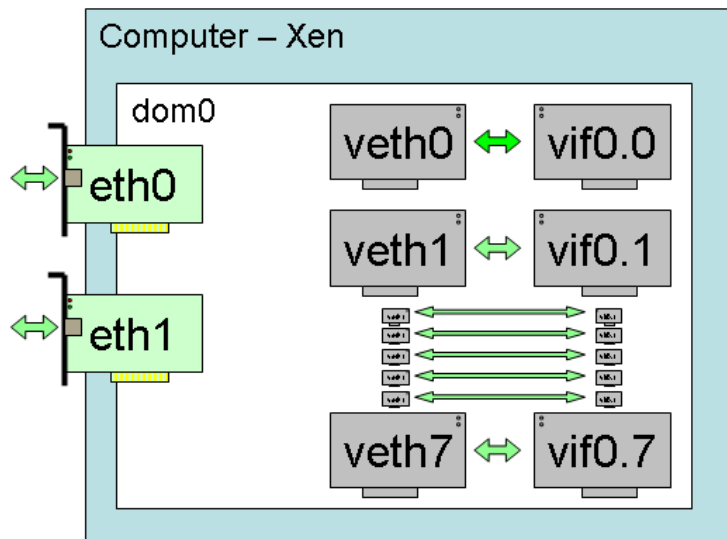 Computer – Xen
dom0
veth0
vif0.0
eth0
veth1
vif0.1
eth1
veth7
vif0.7